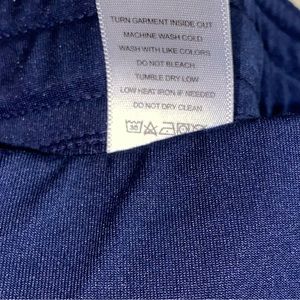 TURN GARMENT INSIDE OUT
MACHINE WASH COLD
WASH WITH LIKE COLORS
DO NOT BLEACH
TUMBLE DRY LOW
LOW HEAT IRON IF NEEDED
DO NOT DRY CLEAN
30